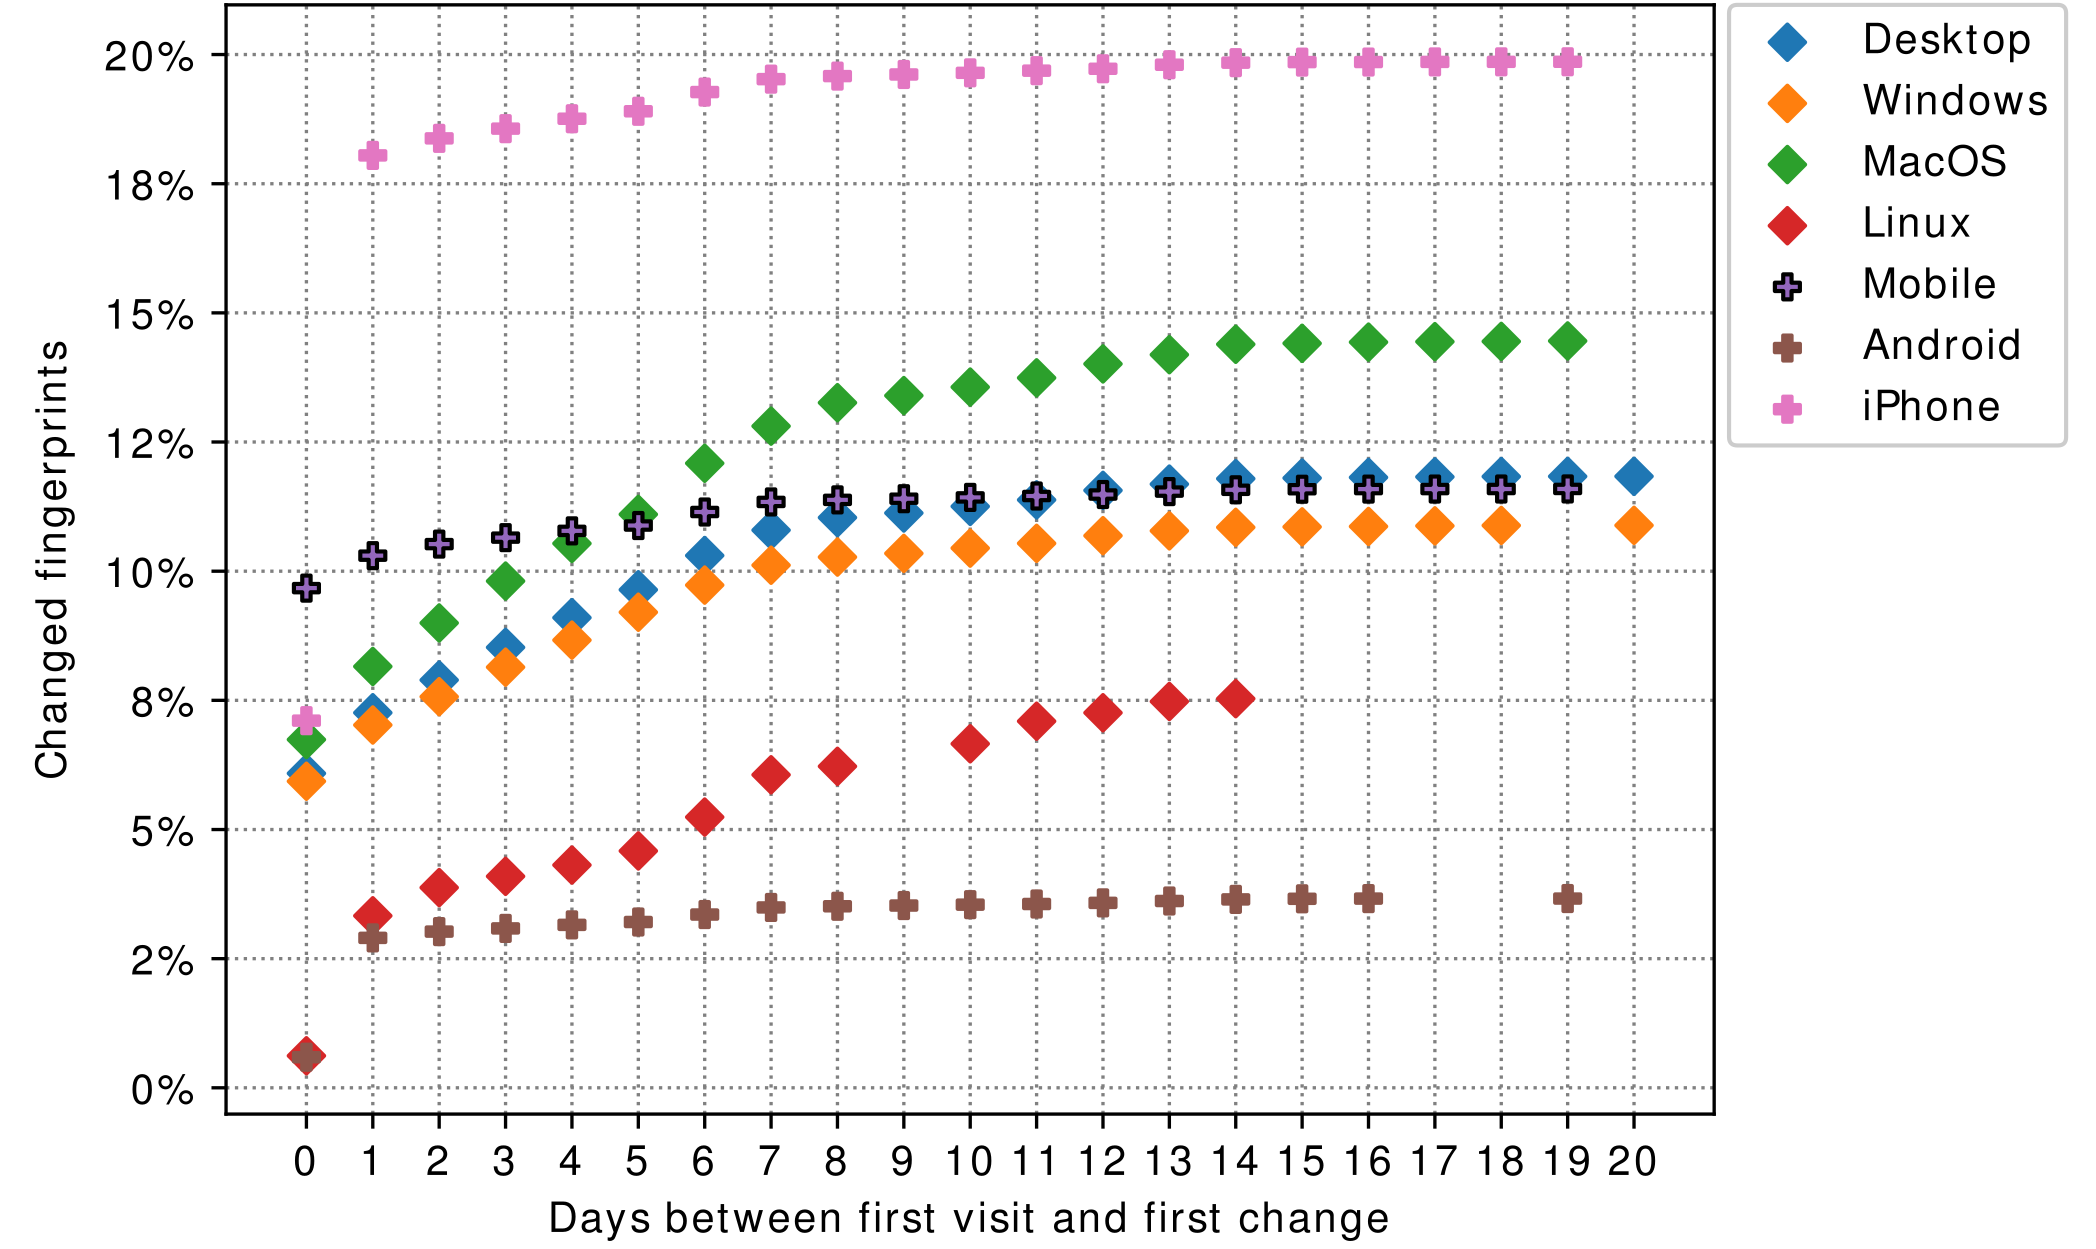 20%
18%
15%
12%
10%
8%
5%
2%
0%
Changed fingerprints
0 1 2 3 4 5 6 7 8 9 10 11 12 13 14 15 16 17 18 19 20
Days between first visit and first change
Desktop
Windows
MacOS
Linux
Mobile
Android
iPhone